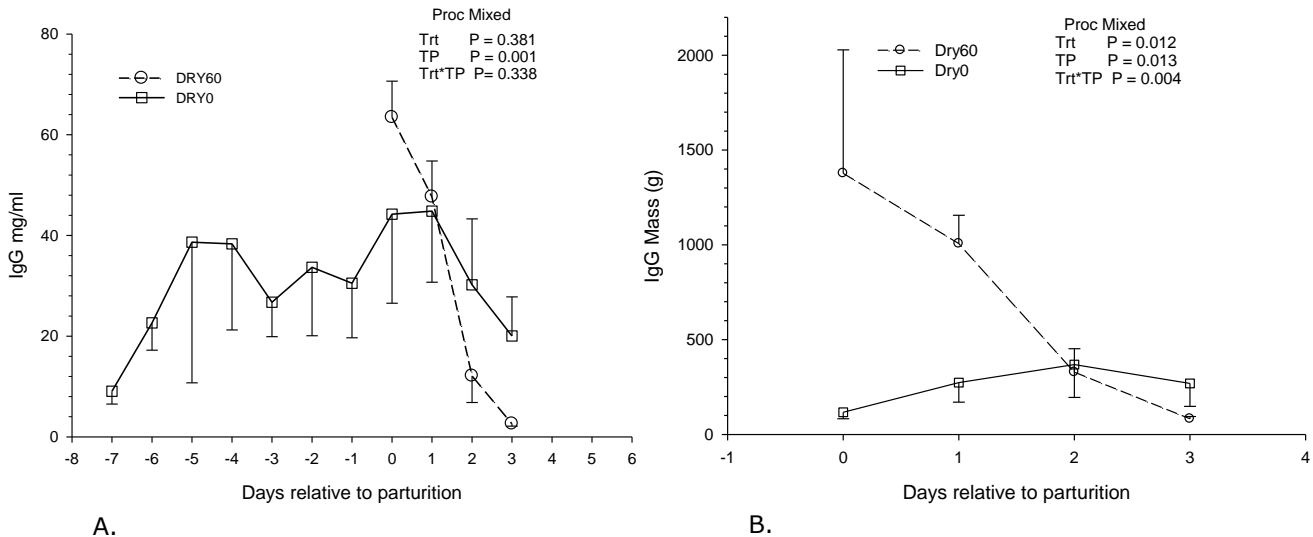 Proc Mixed
Trt P = 0.381
TP P = 0.001
Trt*TP P= 0.338
DRY60
DRY0
80
60
40
20
0
IgG mg/ml
-8 -7 -6 -5 -4 -3 -2 -1 0 1 2 3 4 5 6
Days relative to parturition
A.
Proc Mixed
Trt P = 0.012
TP P = 0.013
Trt*TP P = 0.004
Dry60
Dry0
2000
1500
1000
500
0
IgG Mass (g)
-1 0 1 2 3 4
Days relative to parturition
B.